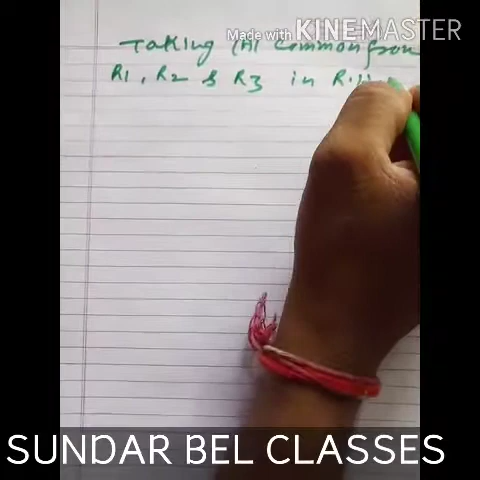 Made with KINEMASTER
Taking (A) common from
R1, R2 & R3 in R.H.
SUNDAR BEL CLASSES